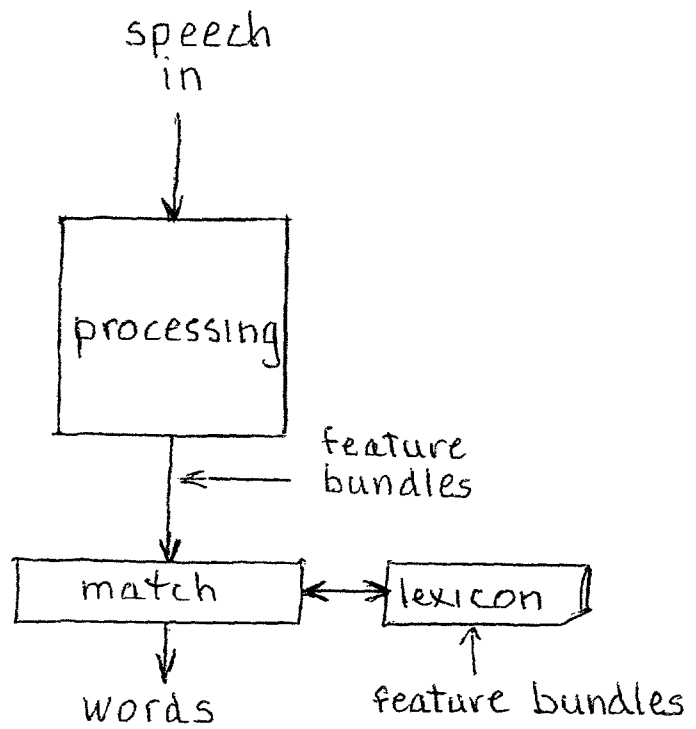 speech
in
processing
feature
bundles
match
lexicon
words
feature bundles